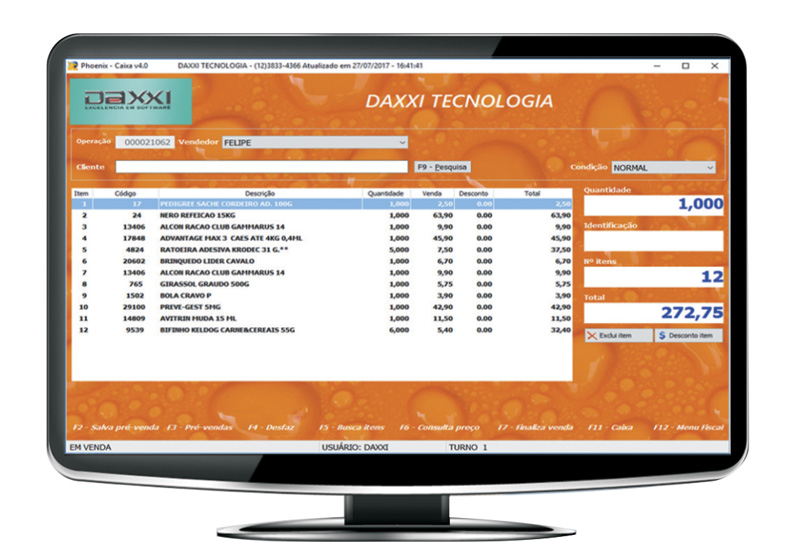 Phoenix - Caixa v4.0 DAXXI TECNOLOGIA - (12)3833-4366 Atualizado em 27/07/2017 - 16:41:41
DAXXI
EXCELENCIA EM SOFTWARE
DAXXI TECNOLOGIA
Operação 000021062 Vendedor FELIPE
Cliente F9 - Pesquisa Condição NORMAL
Item Código Descrição Quantidade Venda Desconto Total
1 17 PEDIGREE SACHE CORDEIRO AD. 100G 1,000 2,50 0.00 2,50
2 24 NERO REFEICAO 15KG 1,000 63,90 0.00 63,90
3 13406 ALCON RACAO CLUB GAMMARUS 14 1,000 9,90 0.00 9,90
4 17848 ADVANTAGE MAX 3 CAES ATE 4KG 0,4ML 1,000 45,90 0.00 45,90
5 4824 RATOEIRA ADESIVA KRODEC 31 G.** 5,000 7,50 0.00 37,50
6 20602 BRINQUEDO LIDER CAVALO 1,000 6,70 0.00 6,70
7 13406 ALCON RACAO CLUB GAMMARUS 14 1,000 9,90 0.00 9,90
8 765 GIRASSOL GRAUDO 500G 1,000 5,75 0.00 5,75
9 1502 BOLA CRAVO P 1,000 3,90 0.00 3,90
10 29100 PREVE-GEST 5MG 1,000 42,90 0.00 42,90
11 14809 AVITRIN MUDA 15 ML 1,000 11,50 0.00 11,50
12 9539 BIFINHO KELDOG CARNE&CEREAIS 55G 6,000 5,40 0.00 32,40
Quantidade
1,000
Identificação
Nº itens
12
Total
272,75
Exclui item $ Desconto item
F2 - Salva pré-venda F3 - Pré-vendas F4 - Desfaz F5 - Busca itens F6 - Consulta preço F7 - Finaliza venda F11 - Caixa F12 - Menu Fiscal
EM VENDA USUÁRIO: DAXXI TURNO 1